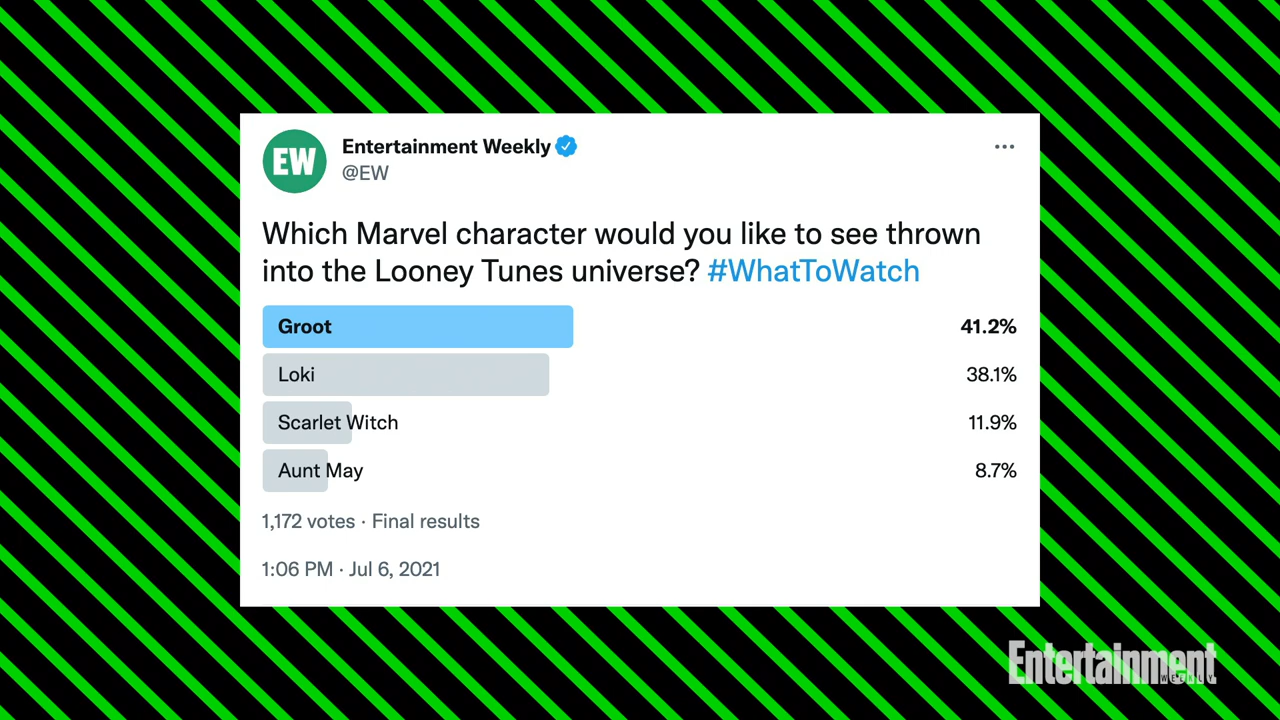 EW
Entertainment Weekly
@EW
Which Marvel character would you like to see thrown
into the Looney Tunes universe? #WhatToWatch
Groot 41.2%
Loki 38.1%
Scarlet Witch 11.9%
Aunt May 8.7%
1,172 votes · Final results
1:06 PM · Jul 6, 2021
Entertainment
WEEKLY